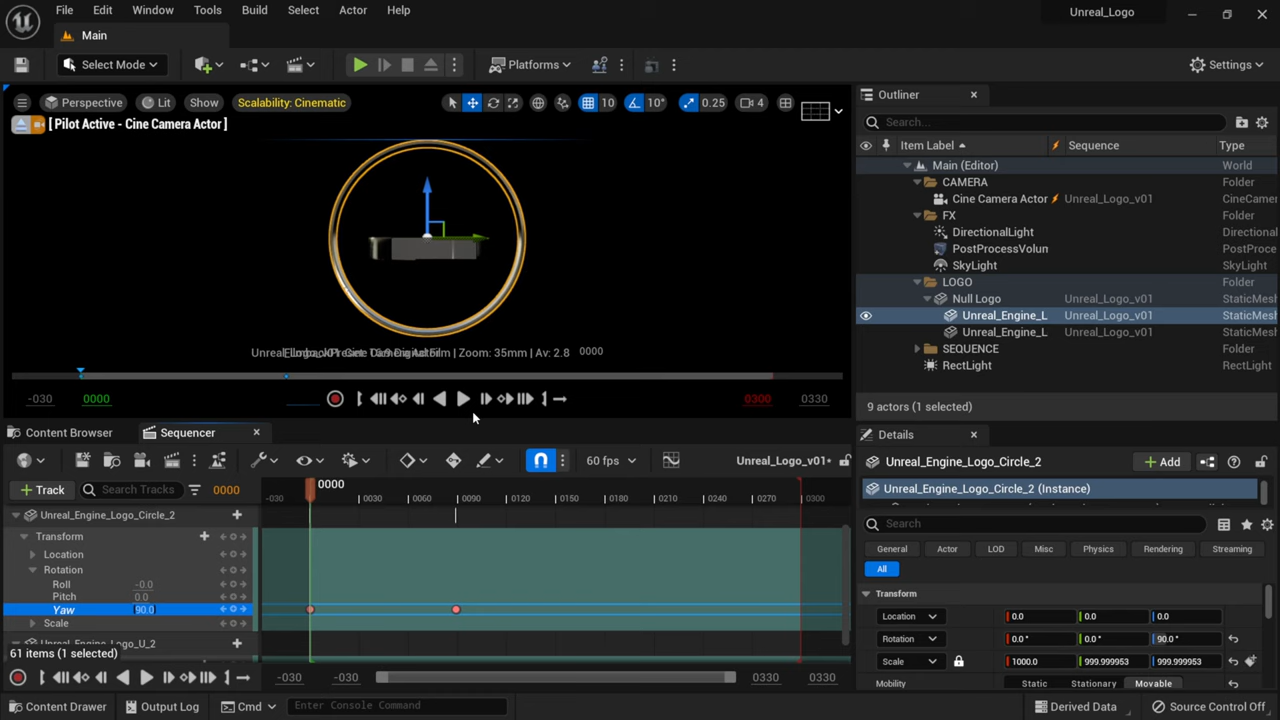 File Edit Window Tools Build Select Actor Help Unreal_Logo
Main
Select Mode Platforms Settings
Perspective Lit Show Scalability: Cinematic 10 10° 0.25 4
[ Pilot Active - Cine Camera Actor ]
Zoom: 35mm | Av: 2.8 0000
-030 0000 0300 0330
Content Browser Sequencer
60 fps Unreal_Logo_v01*
Track Search Tracks 0000
0000
-030 0030 0060 0090 0120 0150 0180 0210 0240 0270 0300
Unreal_Engine_Logo_Circle_2
Transform
Location
Rotation
Roll -0.0
Pitch 0.0
Yaw 90.0
Scale
Unreal_Engine_Logo_U_2
61 items (1 selected)
-030 -030 0330 0330
Content Drawer Output Log Cmd Enter Console Command Derived Data Source Control Off
Outliner
Search...
Item Label Sequence Type
Main (Editor) World
CAMERA Folder
Cine Camera Actor Unreal_Logo_v01 CineCamer
FX Folder
DirectionalLight Directional
PostProcessVolun PostProces
SkyLight SkyLight
LOGO Folder
Null Logo Unreal_Logo_v01 StaticMesh
Unreal_Engine_L Unreal_Logo_v01 StaticMesh
Unreal_Engine_L Unreal_Logo_v01 StaticMesh
SEQUENCE Folder
RectLight RectLight
9 actors (1 selected)
Details
Unreal_Engine_Logo_Circle_2 Add
Unreal_Engine_Logo_Circle_2 (Instance)
Search
General Actor LOD Misc Physics Rendering Streaming
All
Transform
Location 0.0 0.0 0.0
Rotation 0.0 ° 0.0 ° 90.0 °
Scale 1000.0 999.999953 999.999953
Mobility Static Stationary Movable